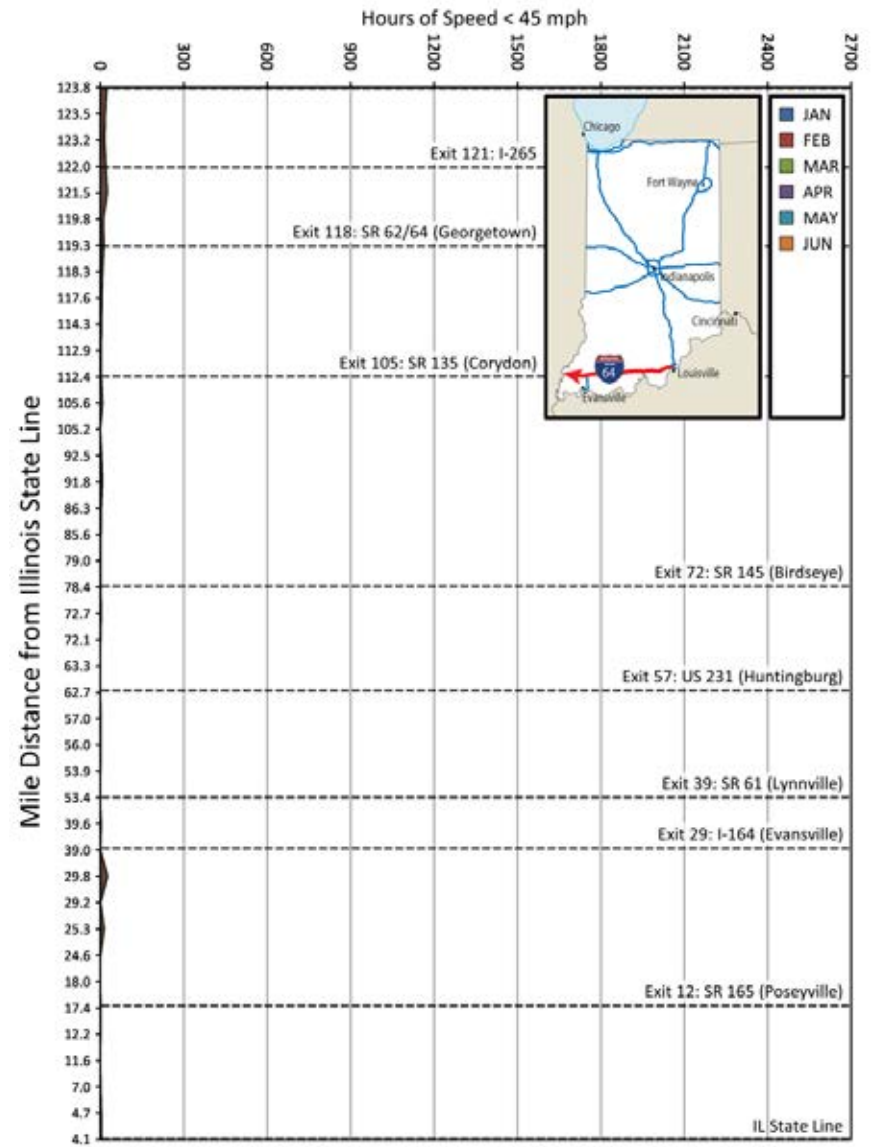 Hours of Speed < 45 mph
0
300
600
900
1200
1500
1800
2100
2400
2700
Mile Distance from Illinois State Line
123.8
123.5
123.2
122.0
121.5
119.8
119.3
118.3
117.6
114.3
112.9
112.4
105.6
105.2
92.5
91.8
86.3
85.6
79.0
78.4
72.7
72.1
63.3
62.7
57.0
56.0
53.9
53.4
39.6
39.0
29.8
29.2
25.3
24.6
18.0
17.4
12.2
11.6
7.0
4.7
4.1
Exit 121: I-265
Exit 118: SR 62/64 (Georgetown)
Exit 105: SR 135 (Corydon)
Exit 72: SR 145 (Birdseye)
Exit 57: US 231 (Huntingburg)
Exit 39: SR 61 (Lynnville)
Exit 29: I-164 (Evansville)
Exit 12: SR 165 (Poseyville)
IL State Line
Chicago
Fort Wayne
Indianapolis
Cincinnati
64
Louisville
Evansville
JAN
FEB
MAR
APR
MAY
JUN